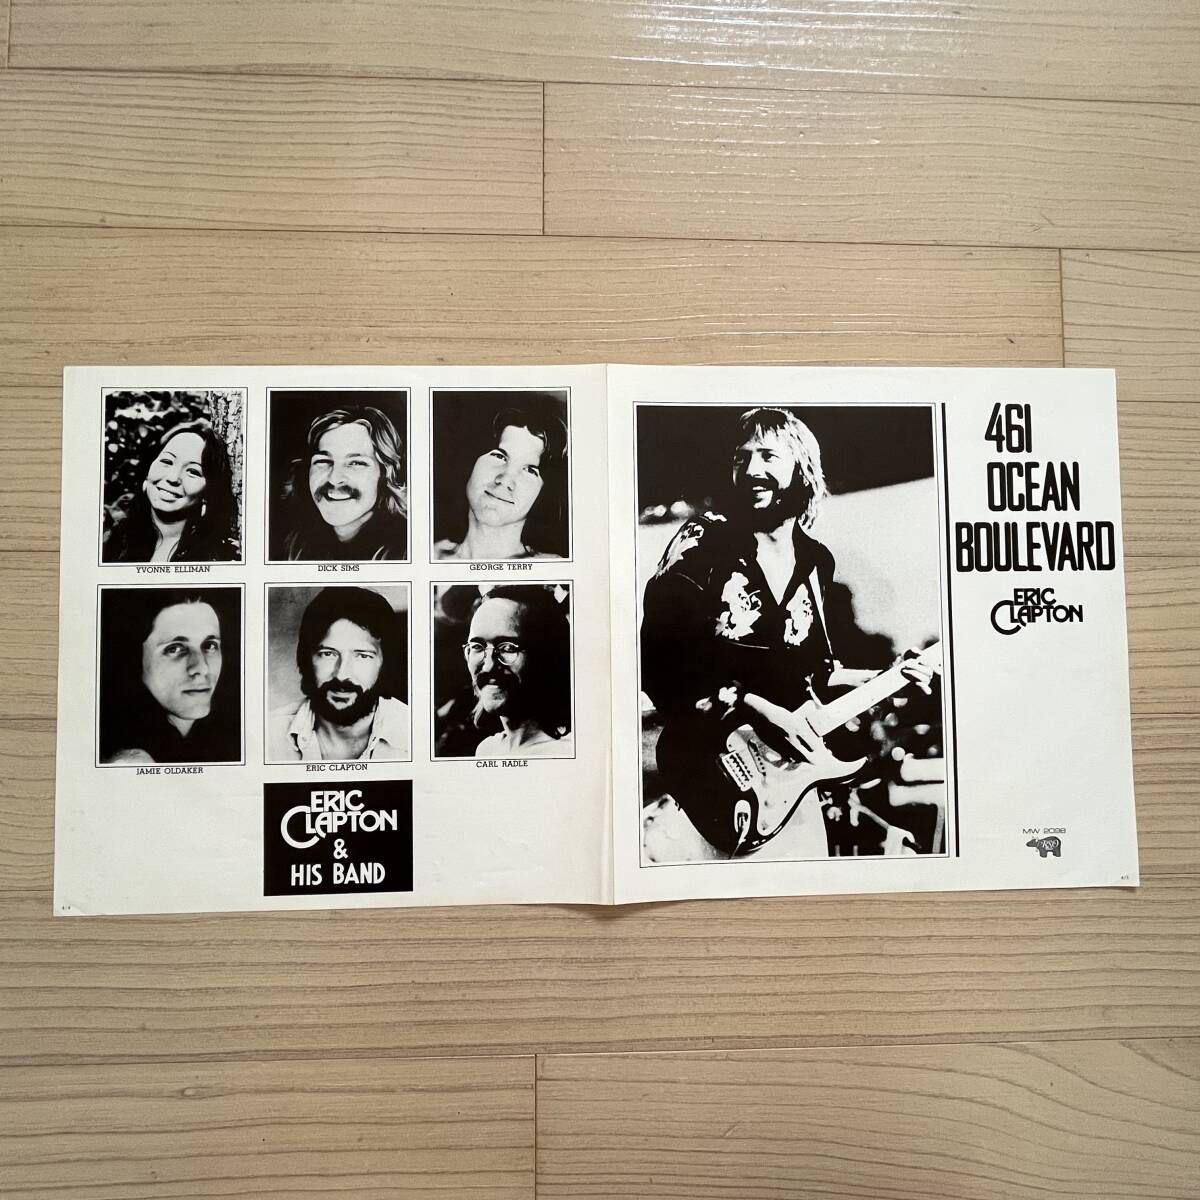 YVONNE ELLIMAN
DICK SIMS
GEORGE TERRY
JAMIE OLDAKER
ERIC CLAPTON
CARL RADLE
ERIC
CLAPTON
&
HIS BAND
461
OCEAN
BOULEVARD
ERIC
CLAPTON
MW 2098
RSO